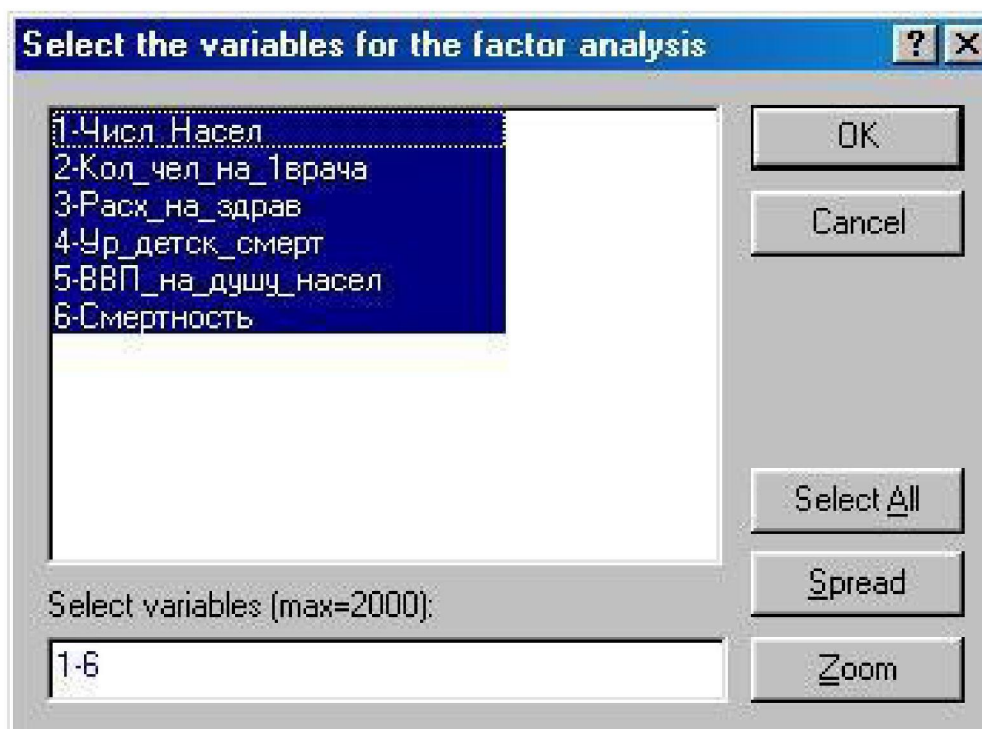 Select the variables for the factor analysis
1-Числ_Насел
2-Кол_чел_на_1врача
3-Расх_на_здрав
4-Ур_детск_смерт
5-ВВП_на_душу_насел
6-Смертность
OK
Cancel
Select All
Spread
Zoom
Select variables (max=2000):
1-6